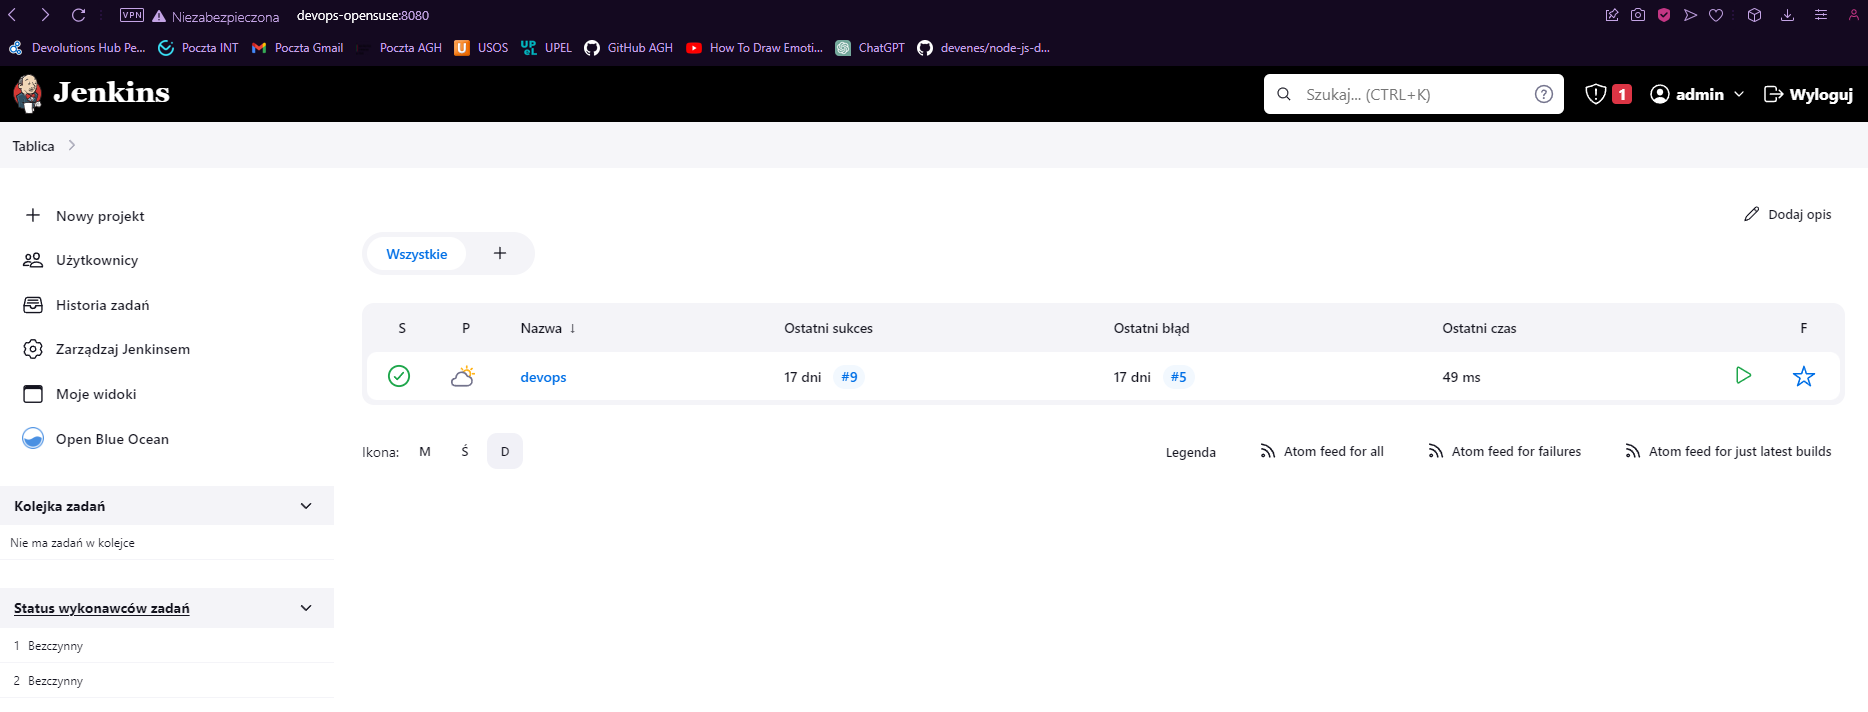 VPN Niezabezpieczona devops-opensuse:8080
Devolutions Hub Pe... Poczta INT Poczta Gmail Poczta AGH USOS UPEL GitHub AGH How To Draw Emoti... ChatGPT devenes/node-js-d...
Jenkins Szukaj... (CTRL+K) ? 1 admin Wyloguj
Tablica
Nowy projekt
Użytkownicy
Historia zadań
Zarządzaj Jenkinsem
Moje widoki
Open Blue Ocean
Kolejka zadań
Nie ma zadań w kolejce
Status wykonawców zadań
1 Bezczynny
2 Bezczynny
Dodaj opis
Wszystkie +
S P Nazwa ↓ Ostatni sukces Ostatni błąd Ostatni czas F
devops 17 dni #9 17 dni #5 49 ms
Ikona: M Ś D Legenda Atom feed for all Atom feed for failures Atom feed for just latest builds